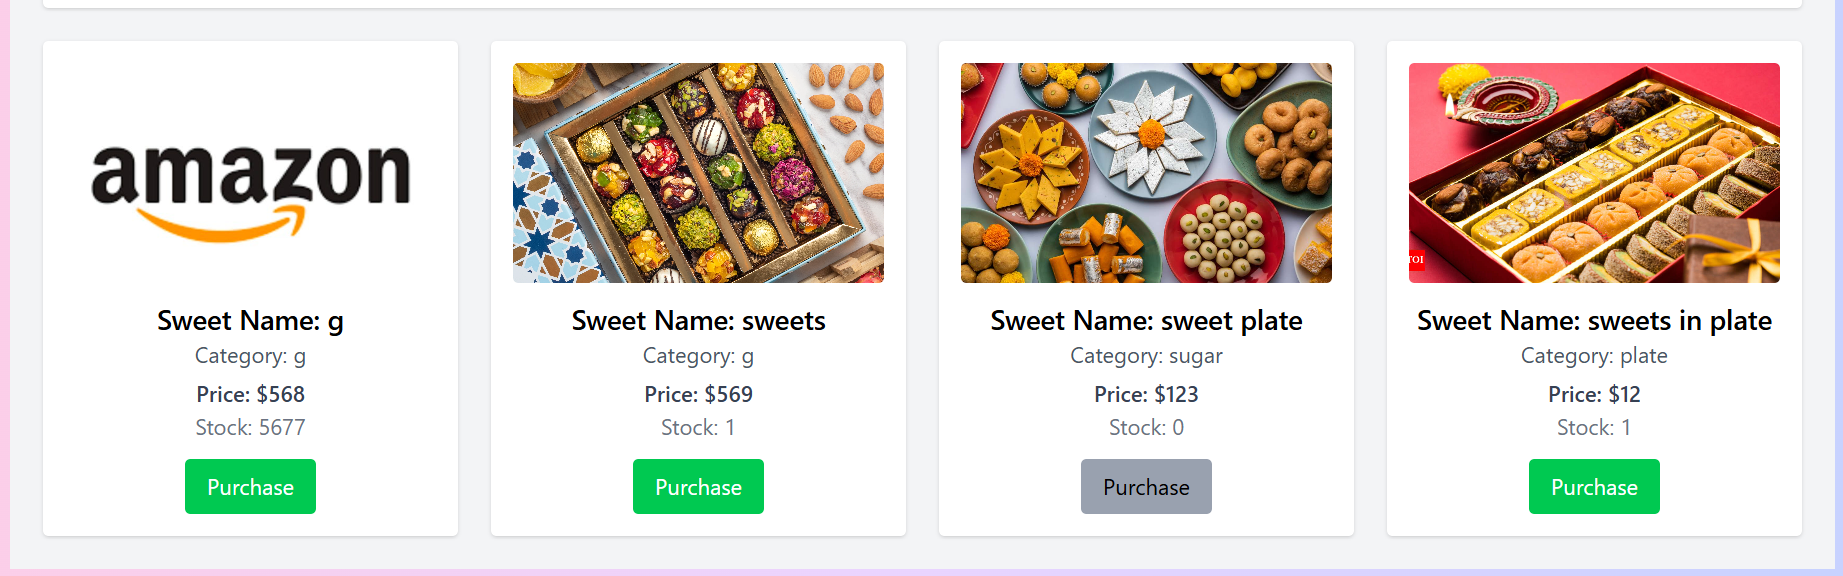 amazon
Sweet Name: g
Category: g
Price: $568
Stock: 5677
Purchase
Sweet Name: sweets
Category: g
Price: $569
Stock: 1
Purchase
Sweet Name: sweet plate
Category: sugar
Price: $123
Stock: 0
Purchase
TOI
Sweet Name: sweets in plate
Category: plate
Price: $12
Stock: 1
Purchase